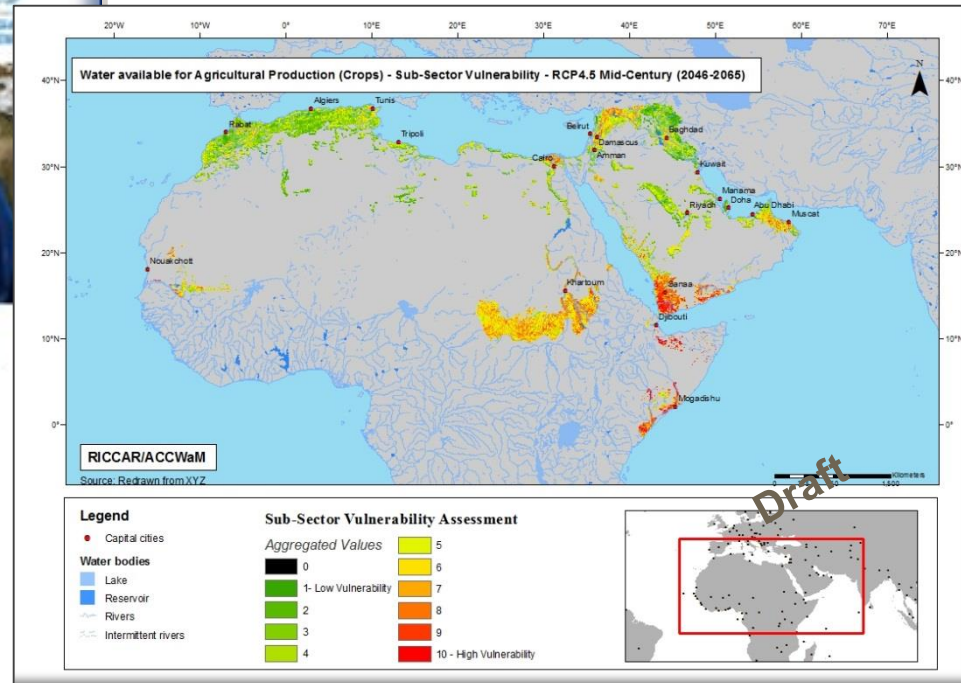 20°W 10°W 0° 10°E 20°E 30°E 40°E 50°E 60°E 70°E
Water available for Agricultural Production (Crops) - Sub-Sector Vulnerability - RCP4.5 Mid-Century (2046-2065)
N
40°N 40°N
Algiers Tunis
Rabat
Tripoli
Beirut
Baghdad
Damascus
Amman
Cairo
30°N 30°N
Kuwait
Manama
Doha
Riyadh
Abu Dhabi
Muscat
20°N 20°N
Nouakchott
Khartoum
Sanaa
Djibouti
10°N 10°N
Mogadishu
0° 0°
RICCAR/ACCWaM
Source: Redrawn from XYZ
Kilometers
Draft
Legend
Capital cities
Water bodies
Lake
Reservoir
Rivers
Intermittent rivers
Sub-Sector Vulnerability Assessment
Aggregated Values
0
1- Low Vulnerability
2
3
4
5
6
7
8
9
10 - High Vulnerability